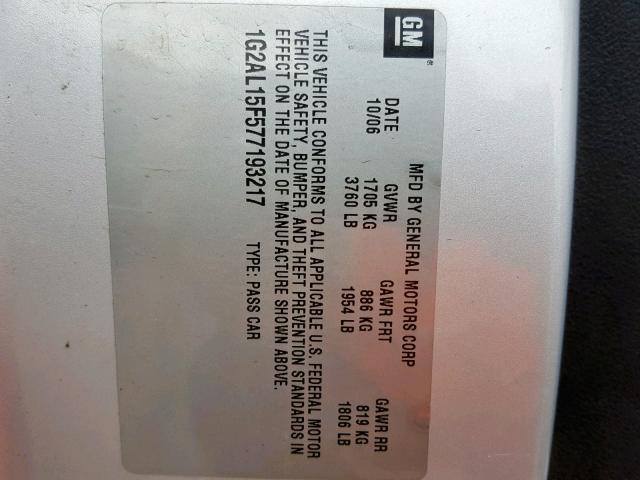 GM ®
MFD BY GENERAL MOTORS CORP
DATE GVWR GAWR FRT GAWR RR
10/06 1705 KG 886 KG 819 KG
3760 LB 1954 LB 1806 LB
THIS VEHICLE CONFORMS TO ALL APPLICABLE U.S. FEDERAL MOTOR
VEHICLE SAFETY, BUMPER, AND THEFT PREVENTION STANDARDS IN
EFFECT ON THE DATE OF MANUFACTURE SHOWN ABOVE.
1G2AL15F577193217 TYPE: PASS CAR